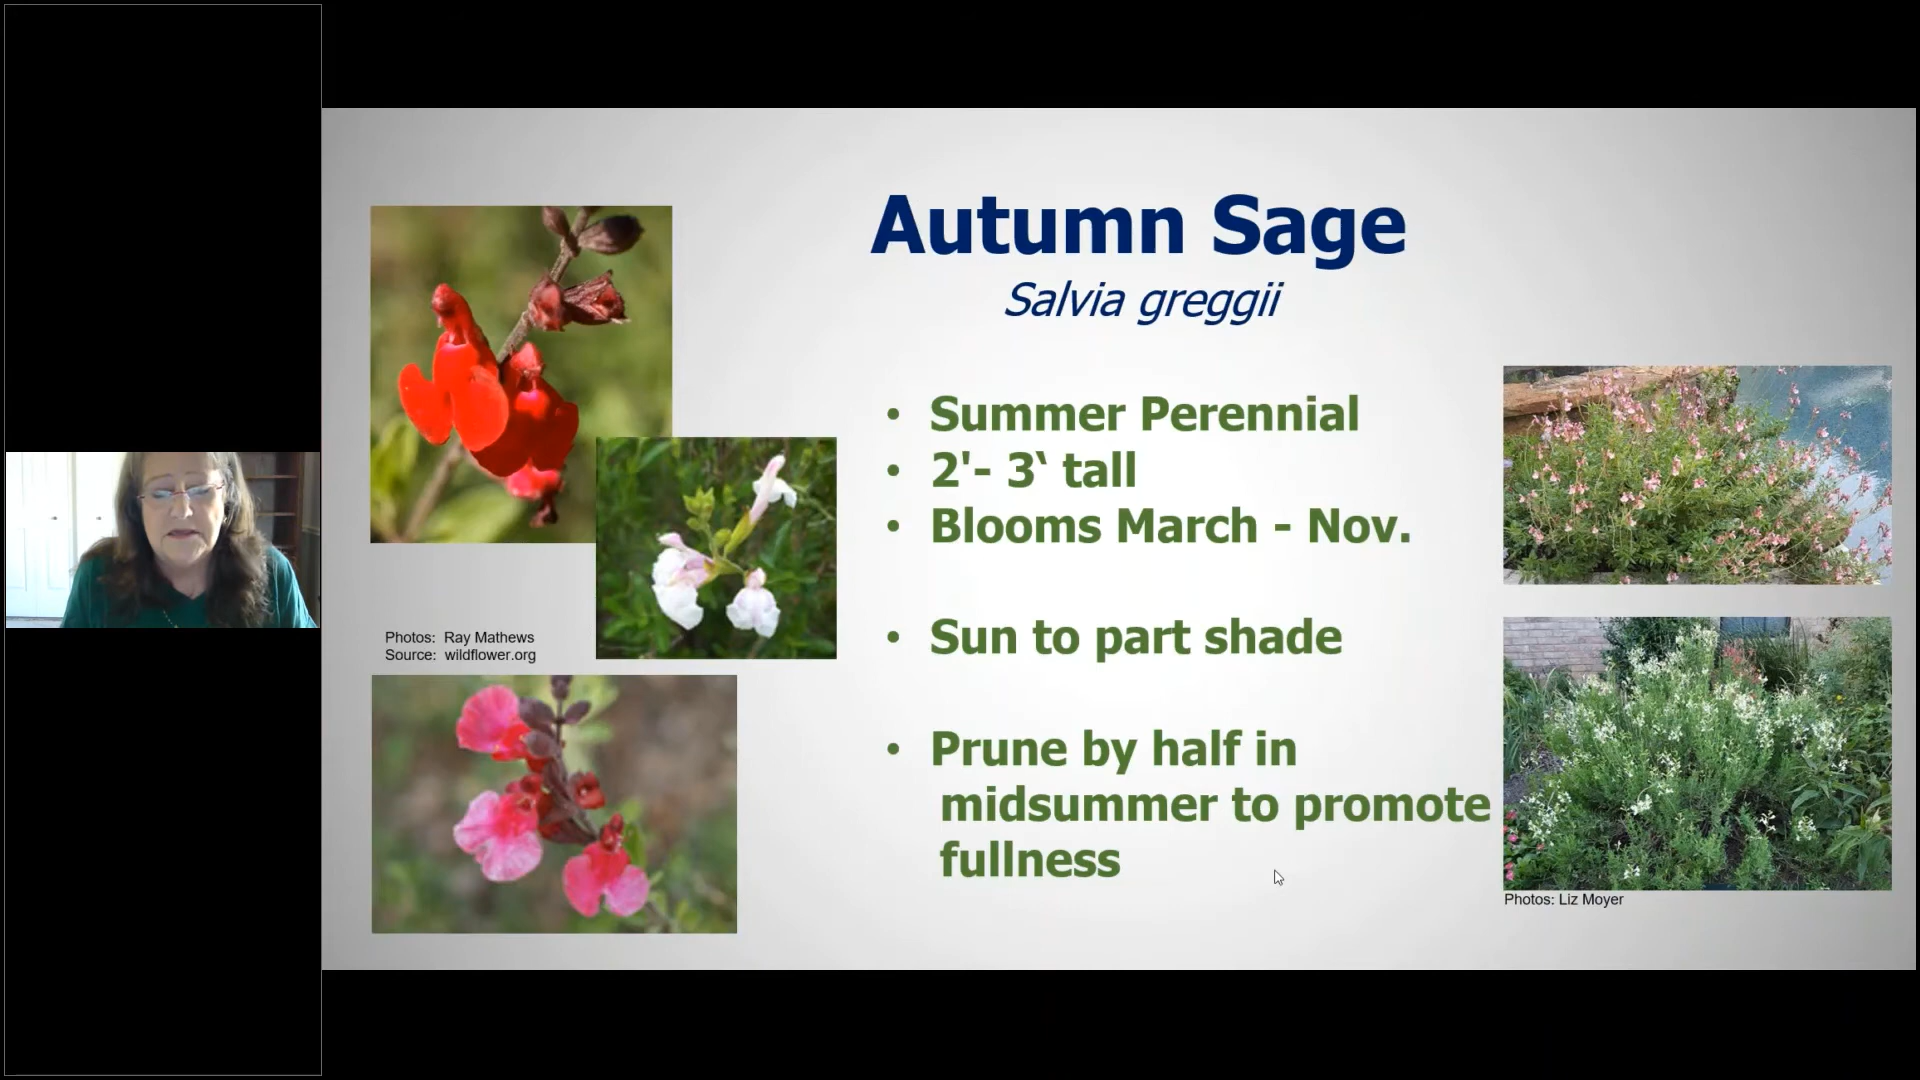 Autumn Sage
Salvia greggii
• Summer Perennial
• 2'- 3‘ tall
• Blooms March - Nov.
• Sun to part shade
• Prune by half in
midsummer to promote
fullness
Photos: Ray Mathews
Source: wildflower.org
Photos: Liz Moyer